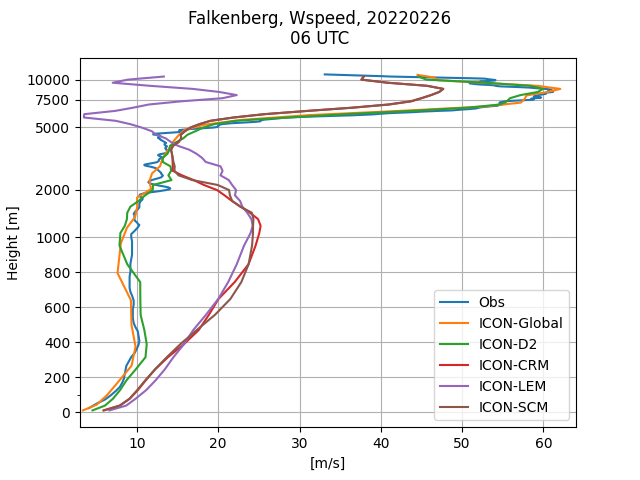 Falkenberg, Wspeed, 20220226
06 UTC
10000
7500
5000
2000
1000
800
600
400
200
0
Height [m]
10
20
30
40
50
60
[m/s]
Obs
ICON-Global
ICON-D2
ICON-CRM
ICON-LEM
ICON-SCM